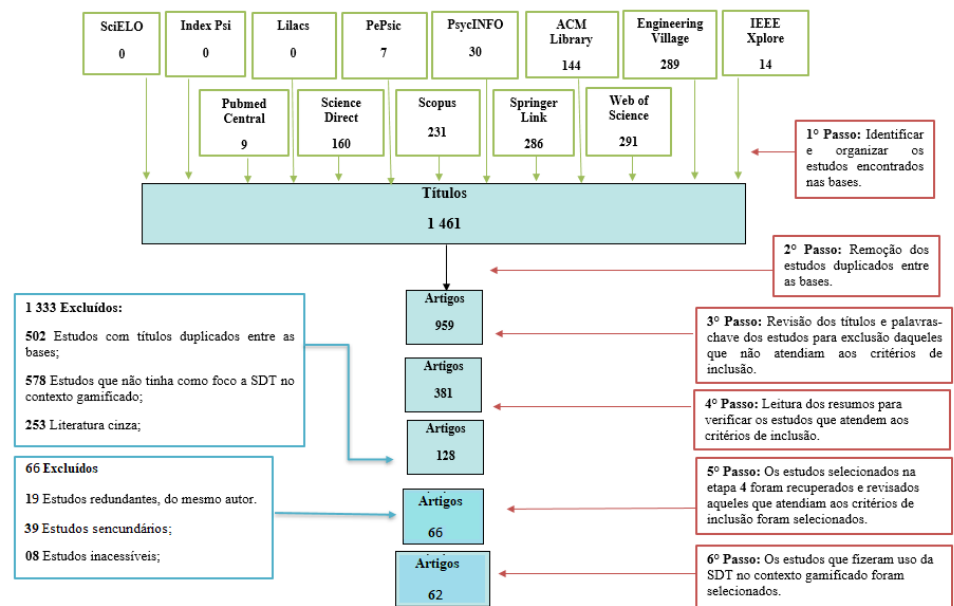 SciELO
0
Index Psi
0
Lilacs
0
PePsic
7
PsycINFO
30
ACM
Library
144
Engineering
Village
289
IEEE
Xplore
14
Pubmed
Central
9
Science
Direct
160
Scopus
231
Springer
Link
286
Web of
Science
291
1° Passo: Identificar
e organizar os
estudos encontrados
nas bases.
Títulos
1 461
2° Passo: Remoção dos
estudos duplicados entre
as bases.
Artigos
959
3° Passo: Revisão dos títulos e palavras-
chave dos estudos para exclusão daqueles
que não atendiam aos critérios de
inclusão.
1 333 Excluídos:
502 Estudos com títulos duplicados entre as
bases;
578 Estudos que não tinha como foco a SDT no
contexto gamificado;
253 Literatura cinza;
Artigos
381
4° Passo: Leitura dos resumos para
verificar os estudos que atendem aos
critérios de inclusão.
Artigos
128
66 Excluídos
19 Estudos redundantes, do mesmo autor.
39 Estudos sencundários;
08 Estudos inacessíveis;
5° Passo: Os estudos selecionados na
etapa 4 foram recuperados e revisados
aqueles que atendiam aos critérios de
inclusão foram selecionados.
Artigos
66
6° Passo: Os estudos que fizeram uso da
SDT no contexto gamificado foram
selecionados.
Artigos
62